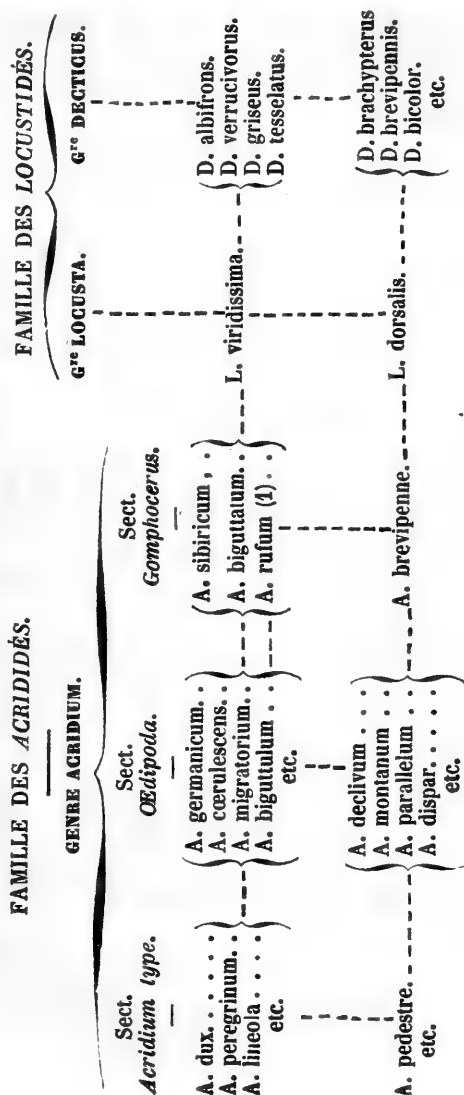 FAMILLE DES ACRIDIDÉS.
FAMILLE DES LOCUSTIDÉS.
GENRE ACRIDIUM.
Gre LOCUSTA.
Gre DECTICUS.
Sect.
Acridium type.
Sect.
Œdipoda.
Sect.
Gomphocerus.
A. dux......
A. peregrinum..
A. lineola.....
etc.
A. germanicum..
A. cœrulescens..
A. migratorium..
A. biguttulum ..
etc.
A. sibiricum ..
A. biguttatum..
A. rufum (1)...
L. viridissima.
D. albifrons.
D. verrucivorus.
D. griseus.
D. tesselatus.
A. pedestre.
etc.
A. declivum ....
A. montanum ..
A. parallelum ..
A. dispar......
etc.
A. brevipenne.
L. dorsalis.
D. brachypterus
D. brevipennis.
D. bicolor.
etc.